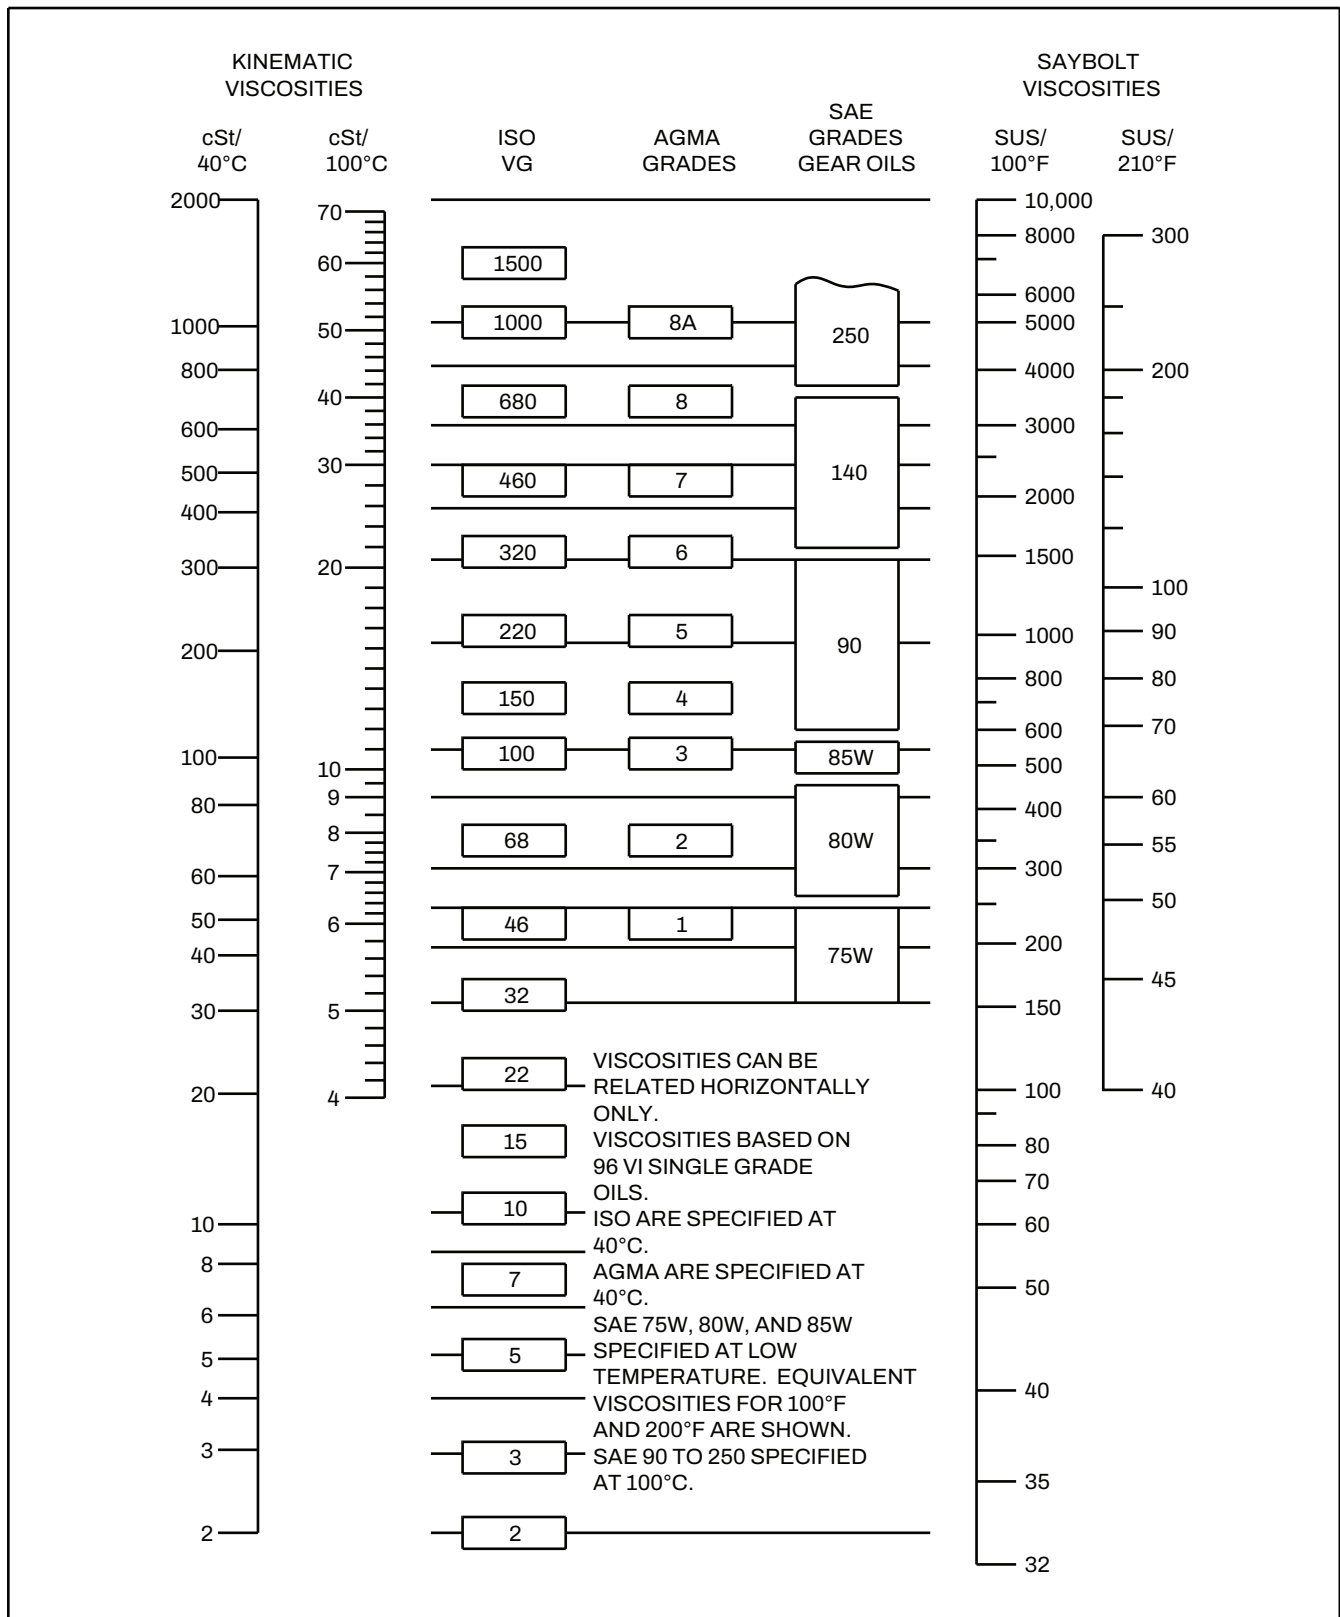 KINEMATIC
VISCOSITIES
SAYBOLT
VISCOSITIES
cSt/
40°C
cSt/
100°C
ISO
VG
AGMA
GRADES
SAE
GRADES
GEAR OILS
SUS/
100°F
SUS/
210°F
2000
1000
800
600
500
400
300
200
100
80
60
50
40
30
20
10
8
6
5
4
3
2
70
60
50
40
30
20
10
9
8
7
6
5
4
1500
1000
680
460
320
220
150
100
68
46
32
22
15
10
7
5
3
2
8A
8
7
6
5
4
3
2
1
250
140
90
85W
80W
75W
VISCOSITIES CAN BE
RELATED HORIZONTALLY
ONLY.
VISCOSITIES BASED ON
96 VI SINGLE GRADE
OILS.
ISO ARE SPECIFIED AT
40°C.
AGMA ARE SPECIFIED AT
40°C.
SAE 75W, 80W, AND 85W
SPECIFIED AT LOW
TEMPERATURE. EQUIVALENT
VISCOSITIES FOR 100°F
AND 200°F ARE SHOWN.
SAE 90 TO 250 SPECIFIED
AT 100°C.
10,000
8000
6000
5000
4000
3000
2000
1500
1000
800
600
500
400
300
200
150
100
80
70
60
50
40
35
32
300
200
100
90
80
70
60
55
50
45
40